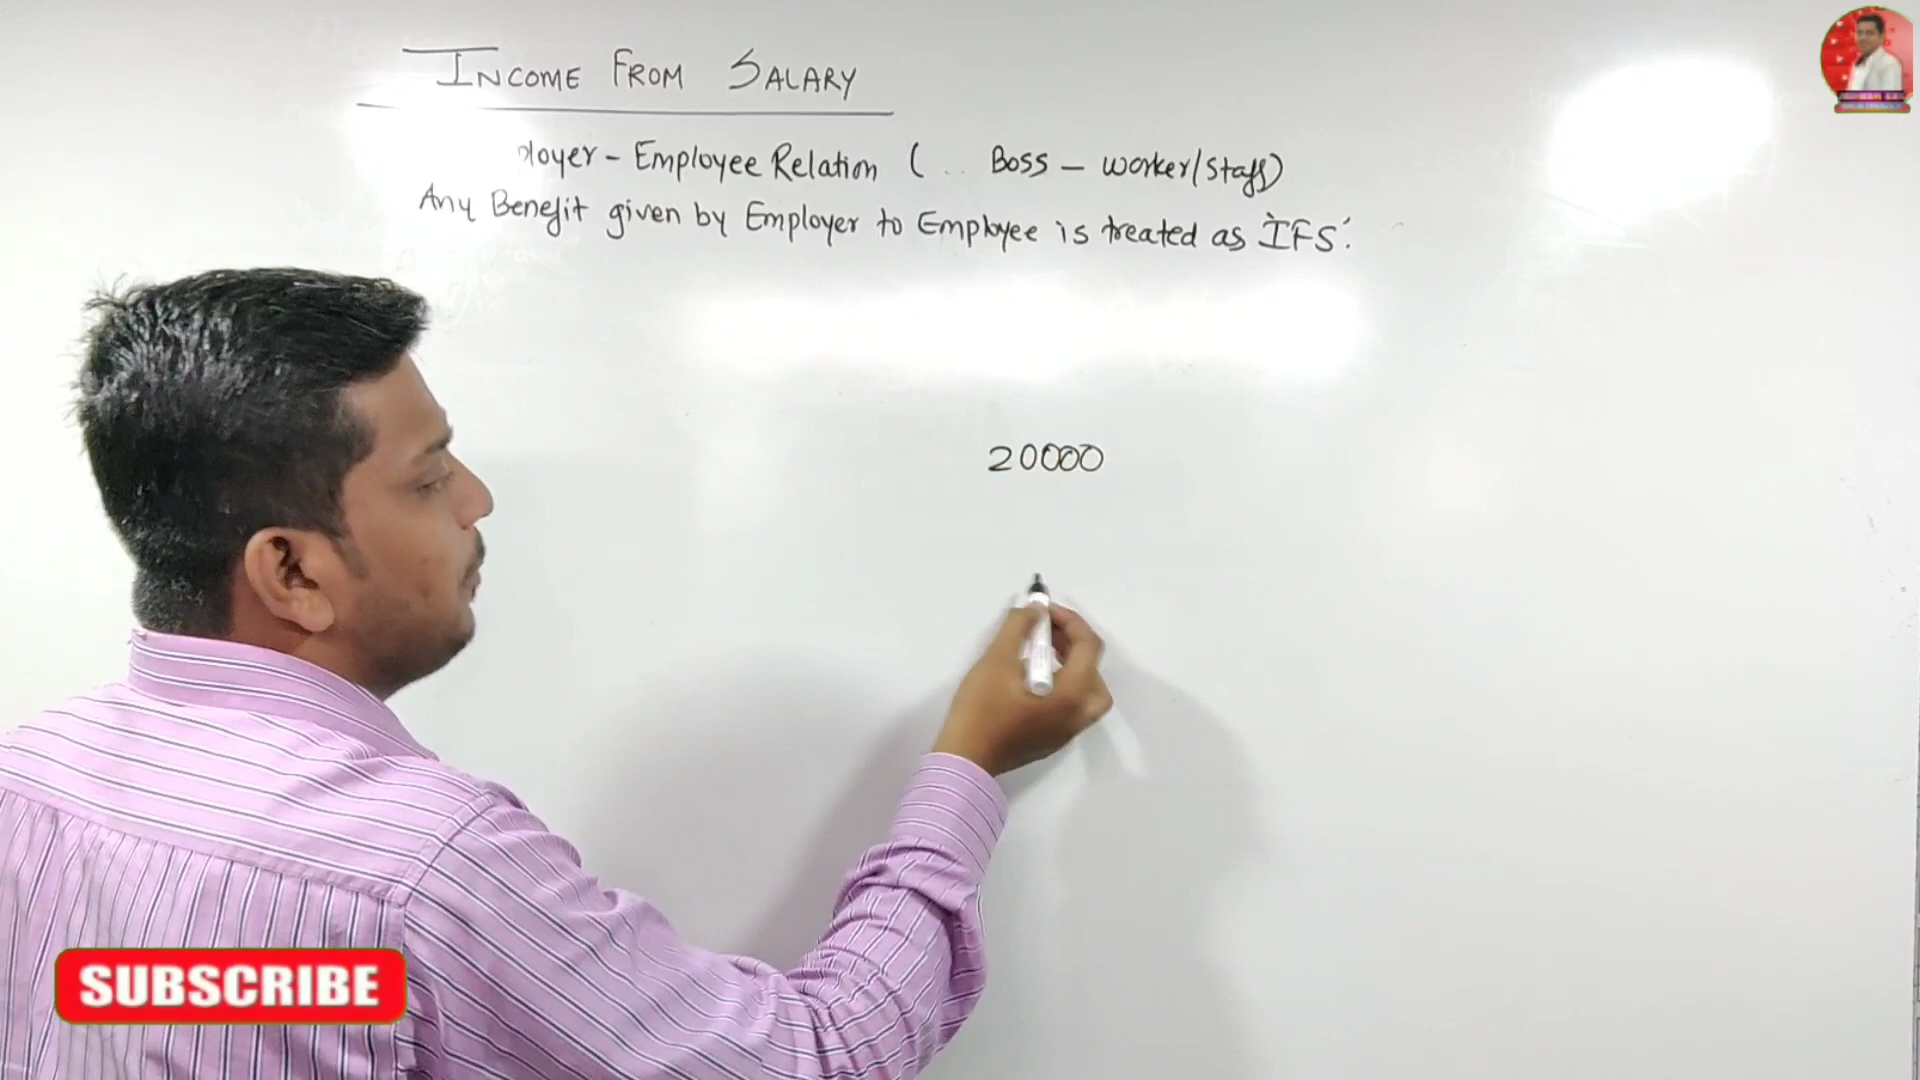 INCOME FROM SALARY
ployer - Employee Relation ( .. Boss - worker/staff)
Any Benefit given by Employer to Employee is treated as 'IFS'.
20000
SUBSCRIBE